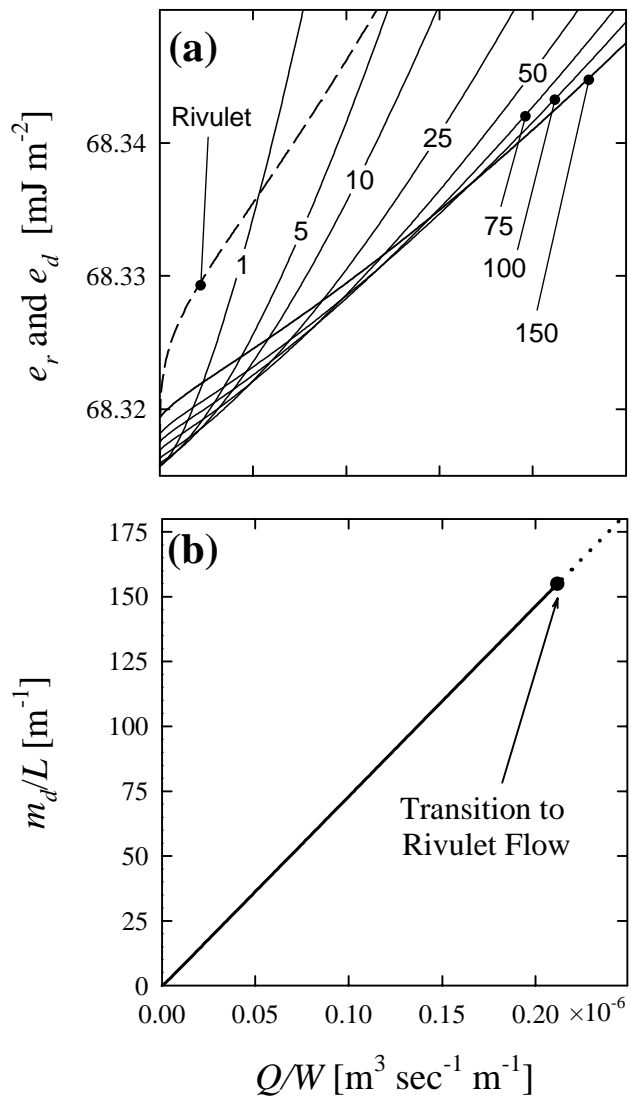 (a)
Rivulet
1
5
10
25
50
75
100
150
68.34
68.33
68.32
e_r and e_d [mJ m⁻²]
(b)
175
150
125
100
75
50
25
0
m_d/L [m⁻¹]
Transition to
Rivulet Flow
0.00 0.05 0.10 0.15 0.20 ×10⁻⁶
Q/W [m³ sec⁻¹ m⁻¹]